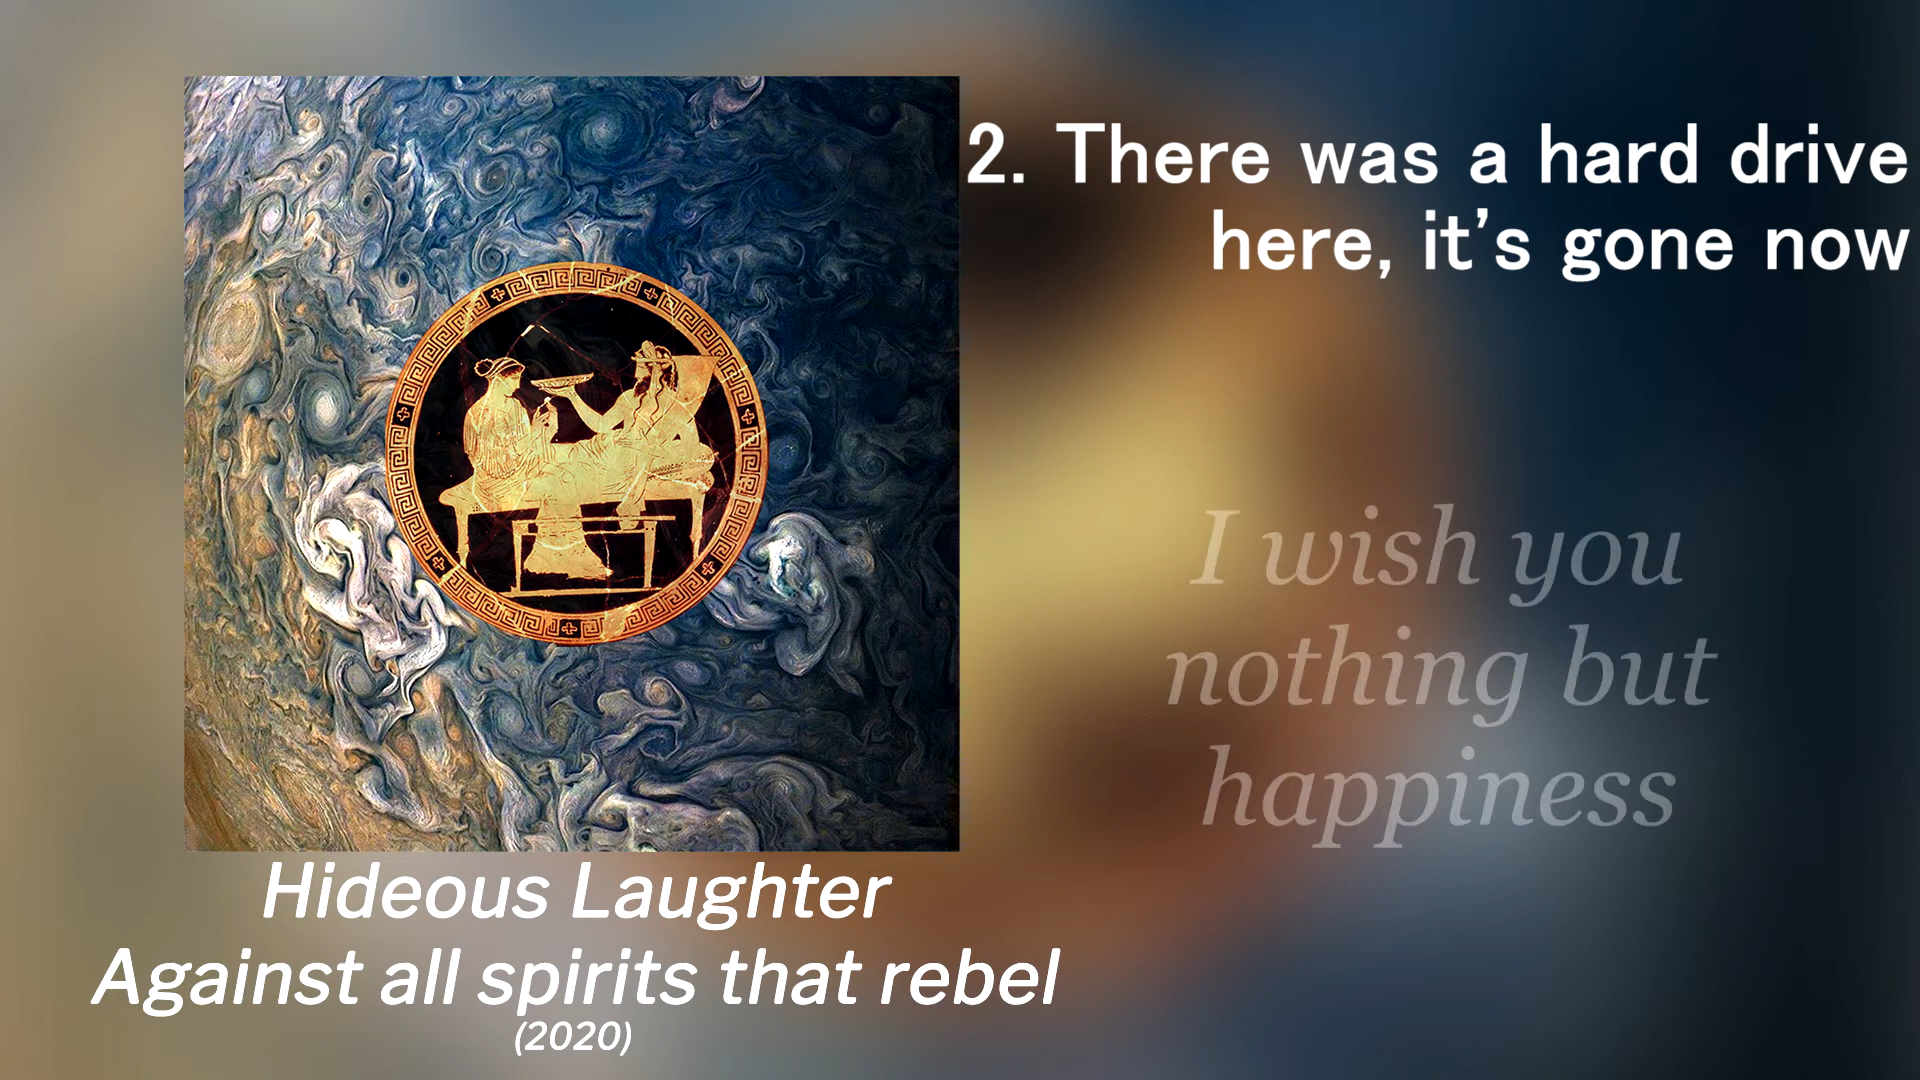 2. There was a hard drive
here, it's gone now
I wish you
nothing but
happiness
Hideous Laughter
Against all spirits that rebel
(2020)